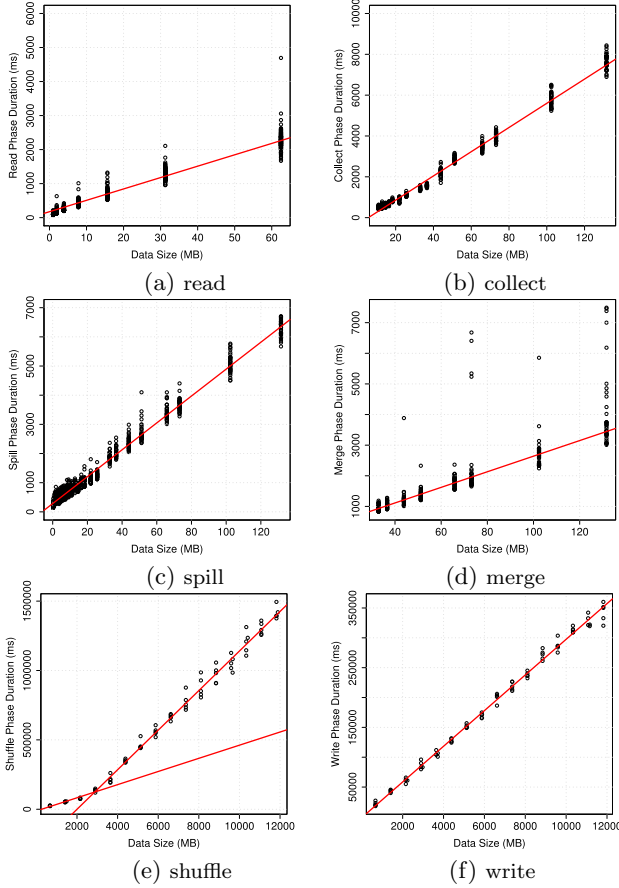 Read Phase Duration (ms)
0 1000 2000 3000 4000 5000 6000
0 10 20 30 40 50 60
Data Size (MB)
(a) read
Collect Phase Duration (ms)
0 2000 4000 6000 8000 10000
20 40 60 80 100 120
Data Size (MB)
(b) collect
Spill Phase Duration (ms)
0 1000 3000 5000 7000
0 20 40 60 80 100 120
Data Size (MB)
(c) spill
Merge Phase Duration (ms)
1000 3000 5000 7000
40 60 80 100 120
Data Size (MB)
(d) merge
Shuffle Phase Duration (ms)
0 500000 1000000 1500000
2000 4000 6000 8000 10000 12000
Data Size (MB)
(e) shuffle
Write Phase Duration (ms)
50000 150000 250000 350000
2000 4000 6000 8000 10000 12000
Data Size (MB)
(f) write